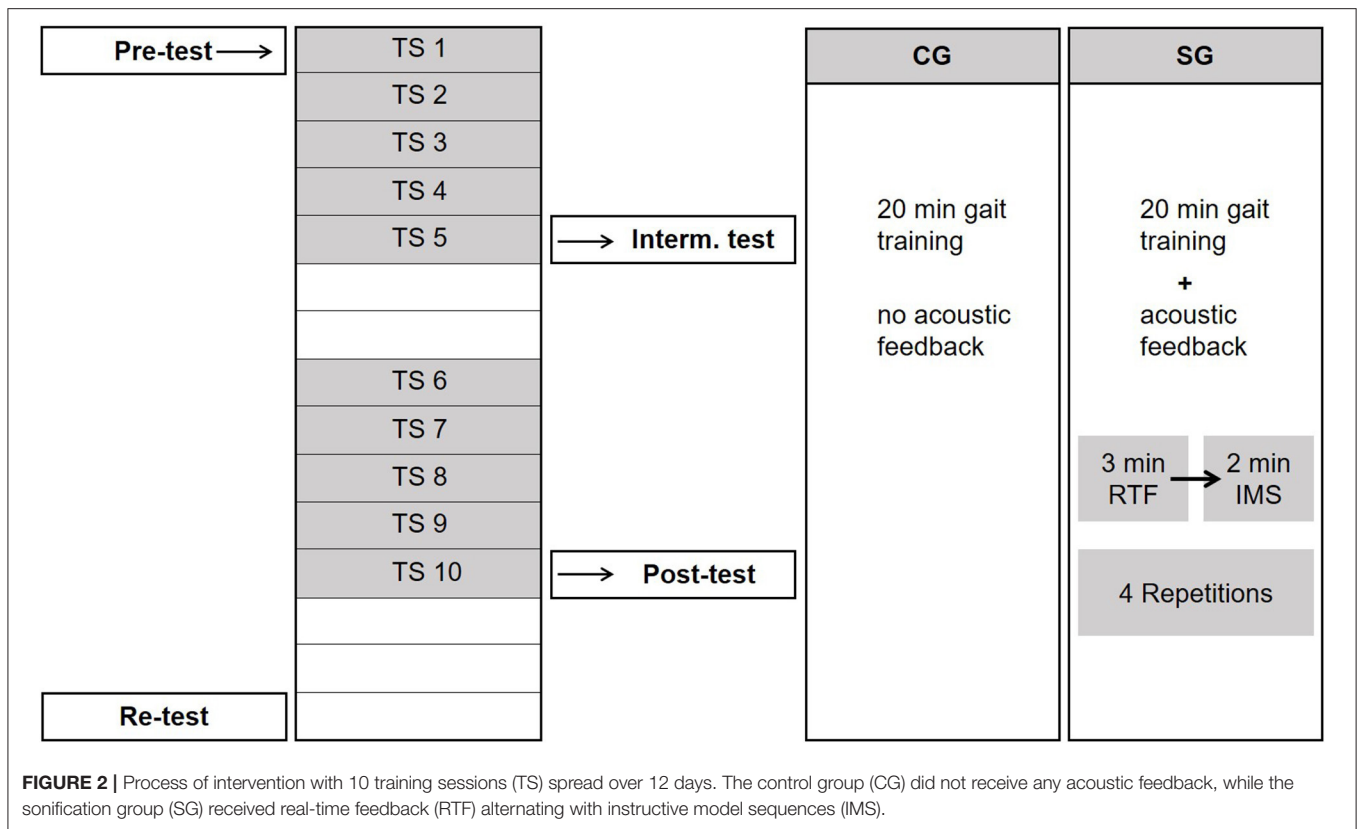 Pre-test
TS 1
TS 2
TS 3
TS 4
TS 5
Interm. test
TS 6
TS 7
TS 8
TS 9
TS 10
Post-test
Re-test
CG
20 min gait
training
no acoustic
feedback
SG
20 min gait
training
+
acoustic
feedback
3 min
RTF
2 min
IMS
4 Repetitions
FIGURE 2 | Process of intervention with 10 training sessions (TS) spread over 12 days. The control group (CG) did not receive any acoustic feedback, while the
sonification group (SG) received real-time feedback (RTF) alternating with instructive model sequences (IMS).